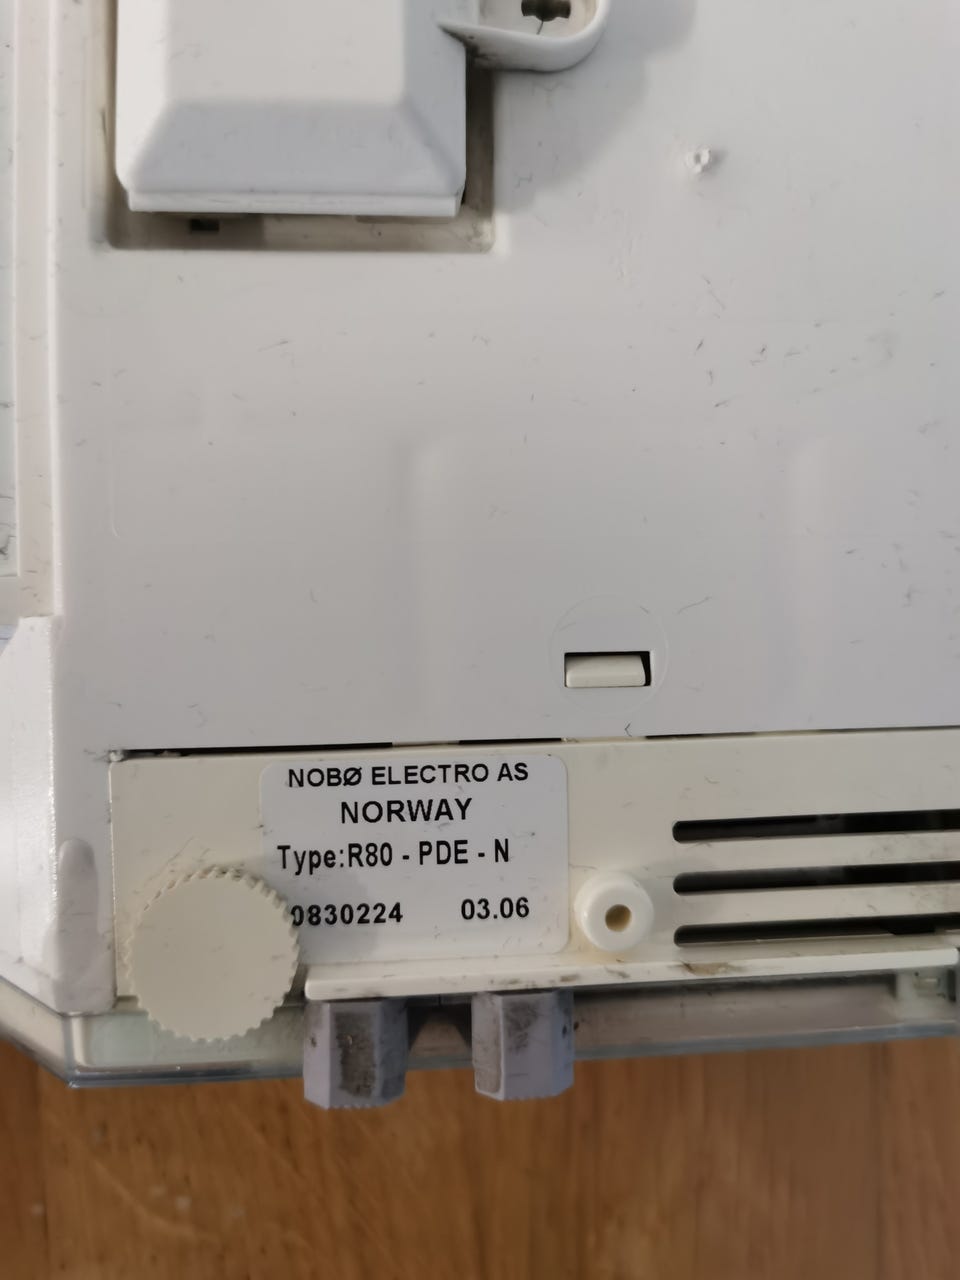 NOBØ ELECTRO AS
NORWAY
Type:R80 - PDE - N
0830224 03.06